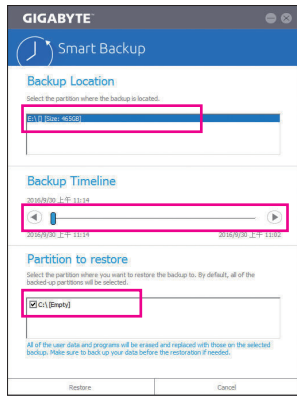 GIGABYTE™
Smart Backup
Backup Location
Select the partition where the backup is located.
E:\ [] [Size: 465GB]
Backup Timeline
2016/9/30 上午 11:14
2016/9/30 上午 11:14
2016/9/30 上午 11:02
Partition to restore
Select the partition where you want to restore the backup to. By default, all of the
backed-up partitions will be selected.
C:\ [Empty]
All of the user data and programs will be erased and replaced with those on the selected
backup. Make sure to back up your data before the restoration if needed.
Restore
Cancel